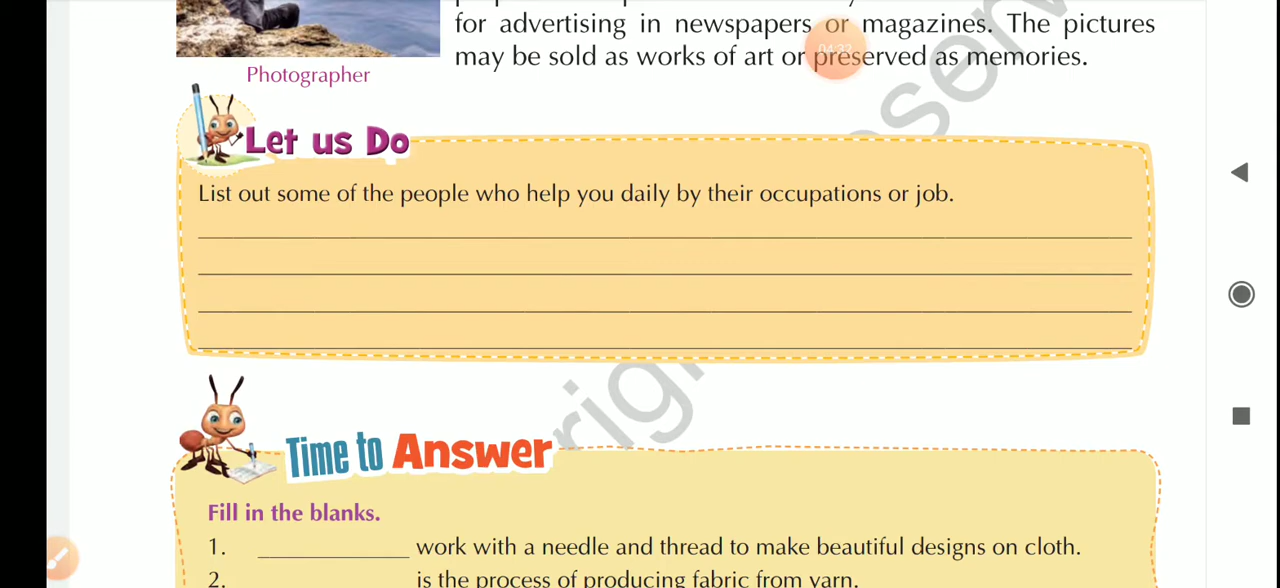 for advertising in newspapers or magazines. The pictures
may be sold as works of art or preserved as memories.
Photographer
04:32
Let us Do
List out some of the people who help you daily by their occupations or job.
Time to Answer
Fill in the blanks.
1. ____________ work with a needle and thread to make beautiful designs on cloth.
2. ____________ is the process of producing fabric from yarn.